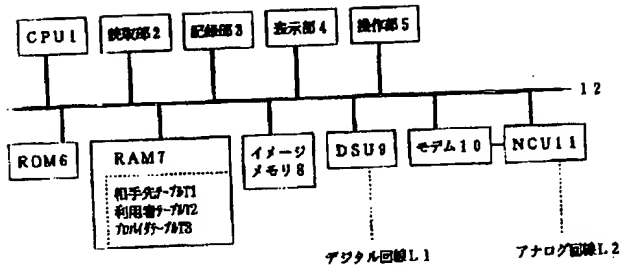 CPU1
読取部2
記録部3
表示部4
操作部5
12
ROM6
RAM7
相手先テーブルT1
利用者テーブルT2
プロバイダテーブルT3
イメージ
メモリ8
DSU9
モデム10
NCU11
デジタル回線L1
アナログ回線L2